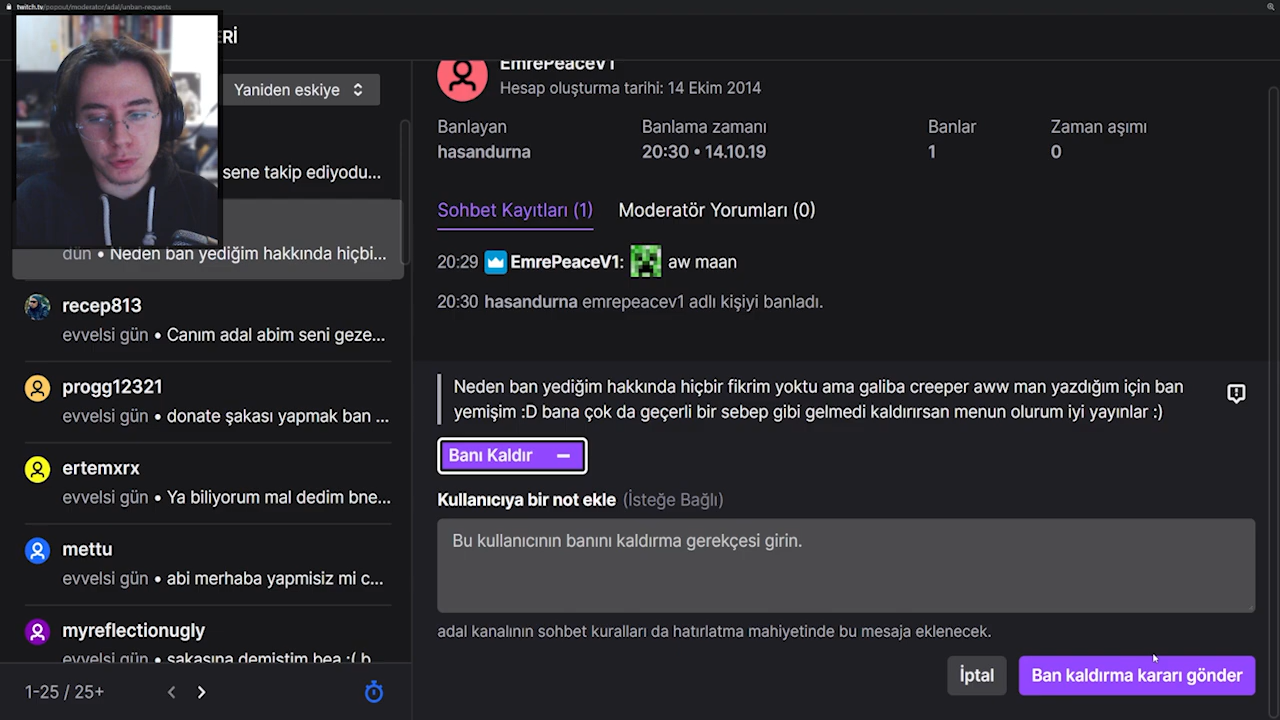 twitch.tv/popout/moderator/adal/unban-requests
Rİ
Yaniden eskiye
sene takip ediyodu...
dün • Neden ban yediğim hakkında hiçbi...
recep813
evvelsi gün • Canım adal abim seni geze...
progg12321
evvelsi gün • donate şakası yapmak ban ...
ertemxrx
evvelsi gün • Ya biliyorum mal dedim bne...
mettu
evvelsi gün • abi merhaba yapmisiz mi c...
myreflectionugly
evvelsi gün • şakasına demiştim bea :( b
1-25 / 25+
EmrePeaceV1
Hesap oluşturma tarihi: 14 Ekim 2014
Banlayan Banlama zamanı Banlar Zaman aşımı
hasandurna 20:30 • 14.10.19 1 0
Sohbet Kayıtları (1) Moderatör Yorumları (0)
20:29 EmrePeaceV1: aw maan
20:30 hasandurna emrepeacev1 adlı kişiyi banladı.
Neden ban yediğim hakkında hiçbir fikrim yoktu ama galiba creeper aww man yazdığım için ban
yemişim :D bana çok da geçerli bir sebep gibi gelmedi kaldırırsan menun olurum iyi yayınlar :)
Banı Kaldır
Kullanıcıya bir not ekle (İsteğe Bağlı)
Bu kullanıcının banını kaldırma gerekçesi girin.
adal kanalının sohbet kuralları da hatırlatma mahiyetinde bu mesaja eklenecek.
İptal Ban kaldırma kararı gönder